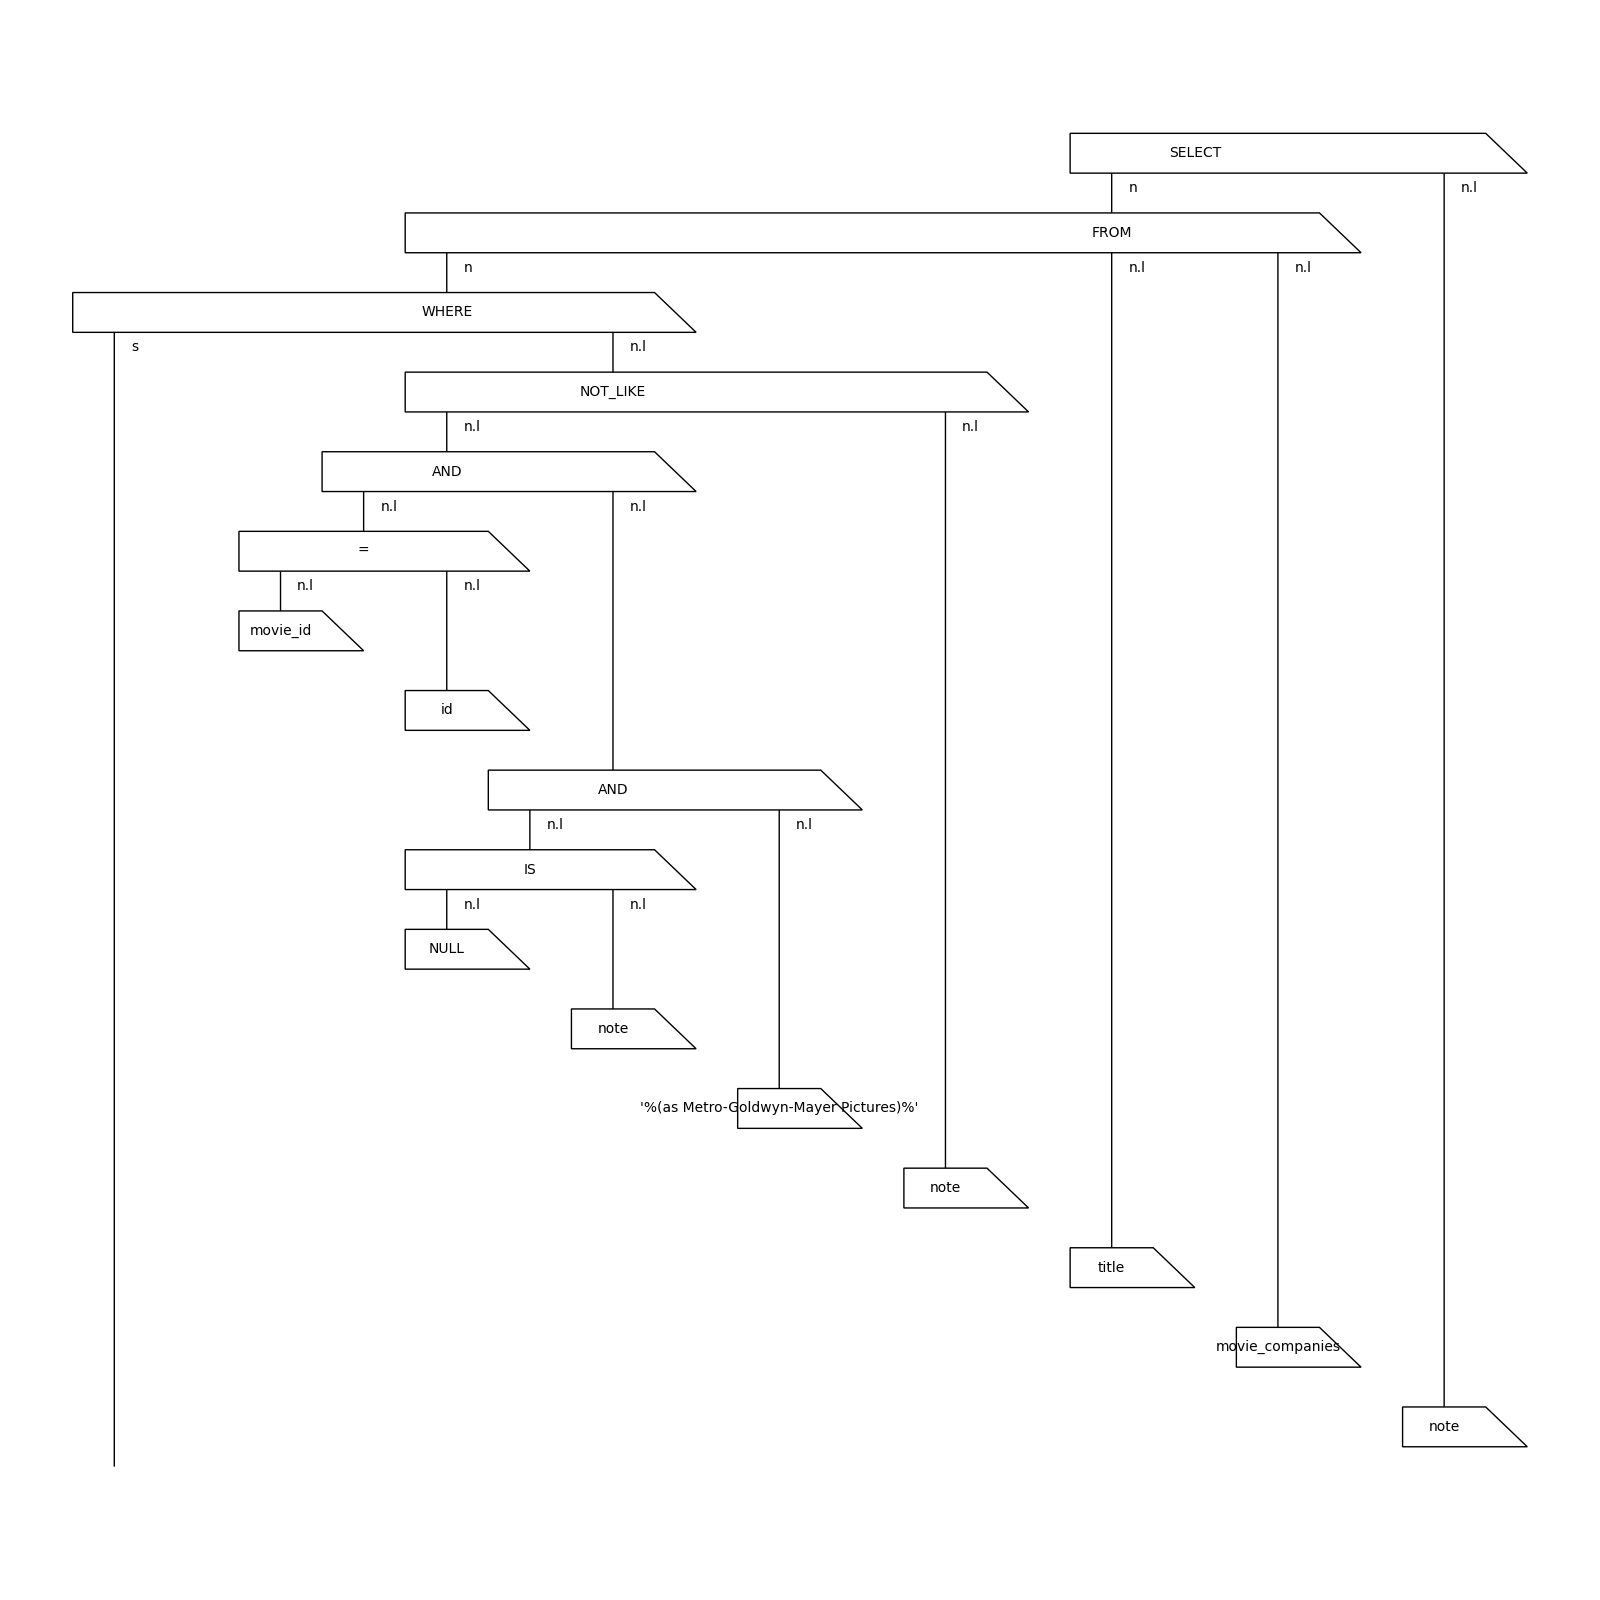 SELECT
n n.l
FROM
n n.l n.l
WHERE
s n.l
NOT_LIKE
n.l n.l
AND
n.l n.l
=
n.l n.l
movie_id
id
AND
n.l n.l
IS
n.l n.l
NULL
note
'%(as Metro-Goldwyn-Mayer Pictures)%'
note
title
movie_companies
note